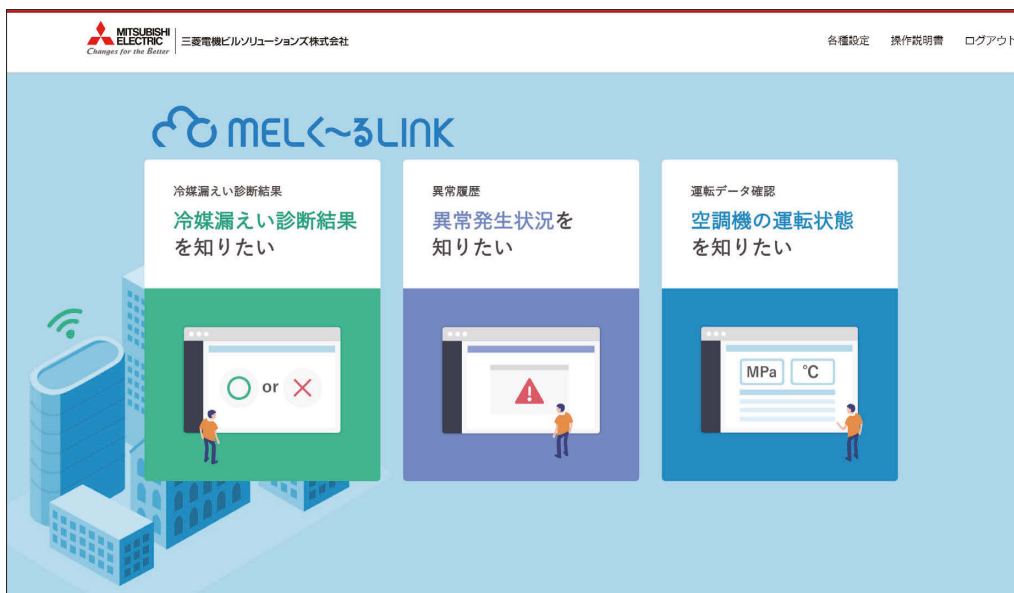 MITSUBISHI
ELECTRIC
Changes for the Better
三菱電機ビルソリューションズ株式会社
各種設定 操作説明書 ログアウト
MELく～るLINK
冷媒漏えい診断結果
冷媒漏えい診断結果
を知りたい
異常履歴
異常発生状況を
知りたい
運転データ確認
空調機の運転状態
を知りたい
or
MPa ℃